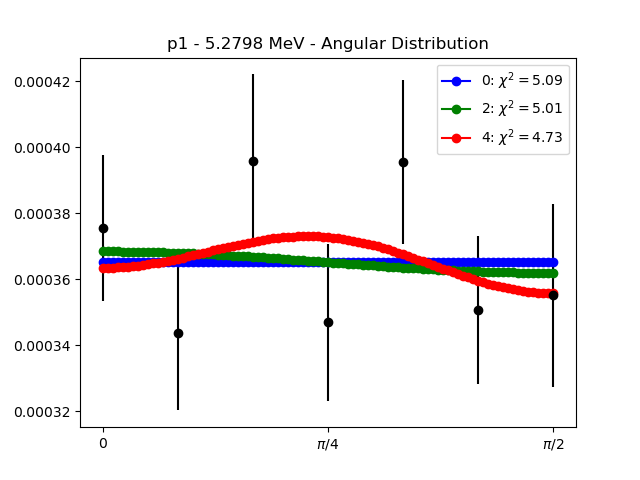 p1 - 5.2798 MeV - Angular Distribution
0.00042
0.00040
0.00038
0.00036
0.00034
0.00032
0: χ² = 5.09
2: χ² = 5.01
4: χ² = 4.73
0
π/4
π/2